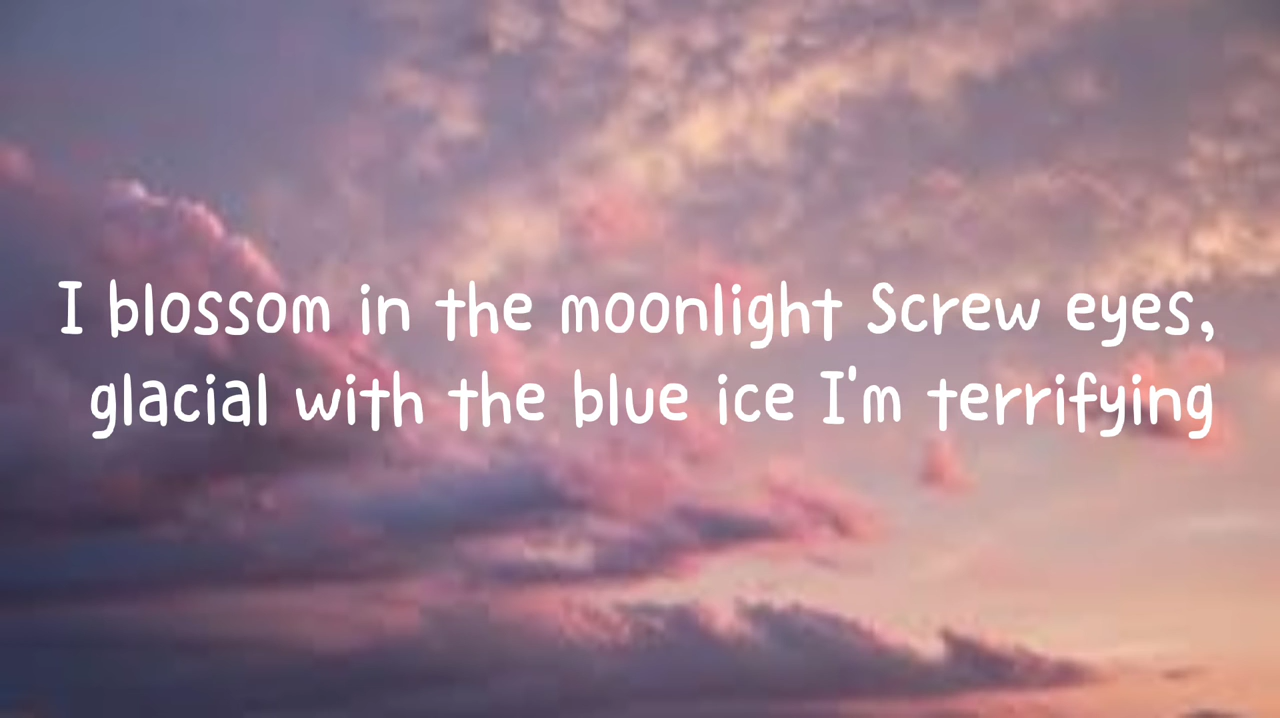 I blossom in the moonlight Screw eyes,
glacial with the blue ice I'm terrifying